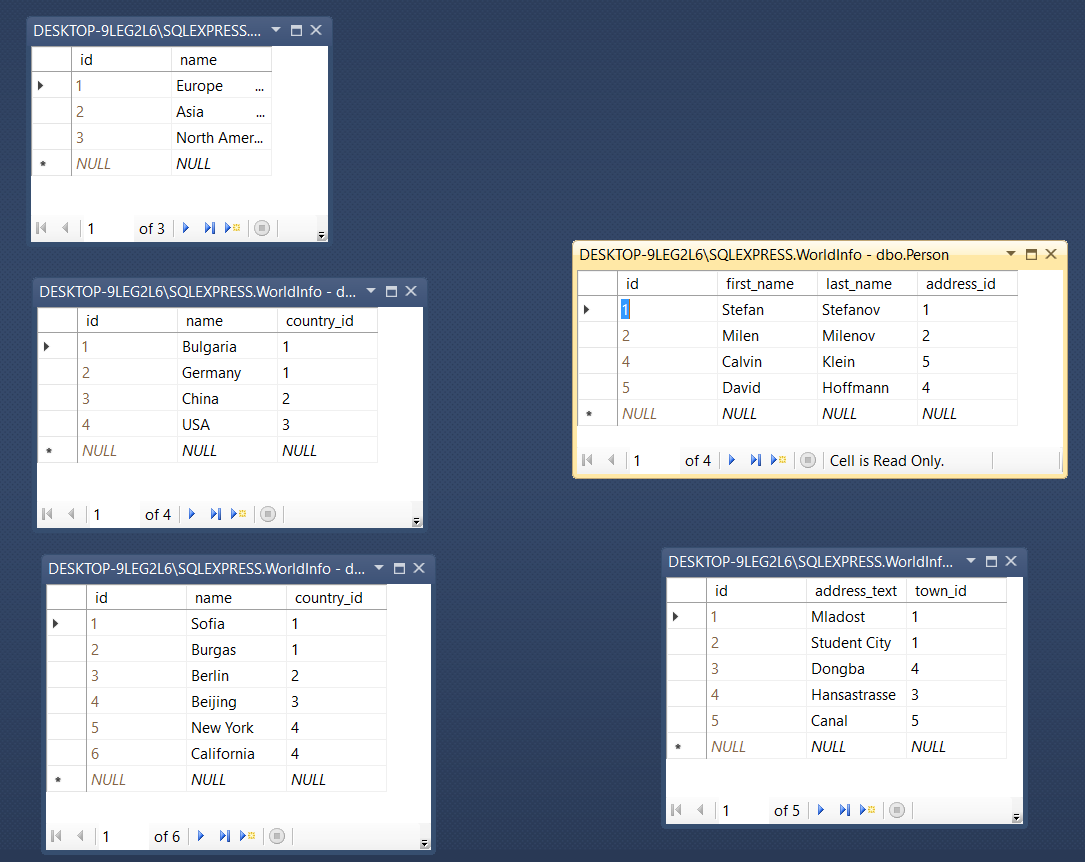 DESKTOP-9LEG2L6\SQLEXPRESS....
id name
1 Europe ...
2 Asia ...
3 North Amer...
NULL NULL
1 of 3
DESKTOP-9LEG2L6\SQLEXPRESS.WorldInfo - d...
id name country_id
1 Bulgaria 1
2 Germany 1
3 China 2
4 USA 3
NULL NULL NULL
1 of 4
DESKTOP-9LEG2L6\SQLEXPRESS.WorldInfo - d...
id name country_id
1 Sofia 1
2 Burgas 1
3 Berlin 2
4 Beijing 3
5 New York 4
6 California 4
NULL NULL NULL
1 of 6
DESKTOP-9LEG2L6\SQLEXPRESS.WorldInfo - dbo.Person
id first_name last_name address_id
1 Stefan Stefanov 1
2 Milen Milenov 2
4 Calvin Klein 5
5 David Hoffmann 4
NULL NULL NULL NULL
1 of 4 Cell is Read Only.
DESKTOP-9LEG2L6\SQLEXPRESS.WorldInf...
id address_text town_id
1 Mladost 1
2 Student City 1
3 Dongba 4
4 Hansastrasse 3
5 Canal 5
NULL NULL NULL
1 of 5